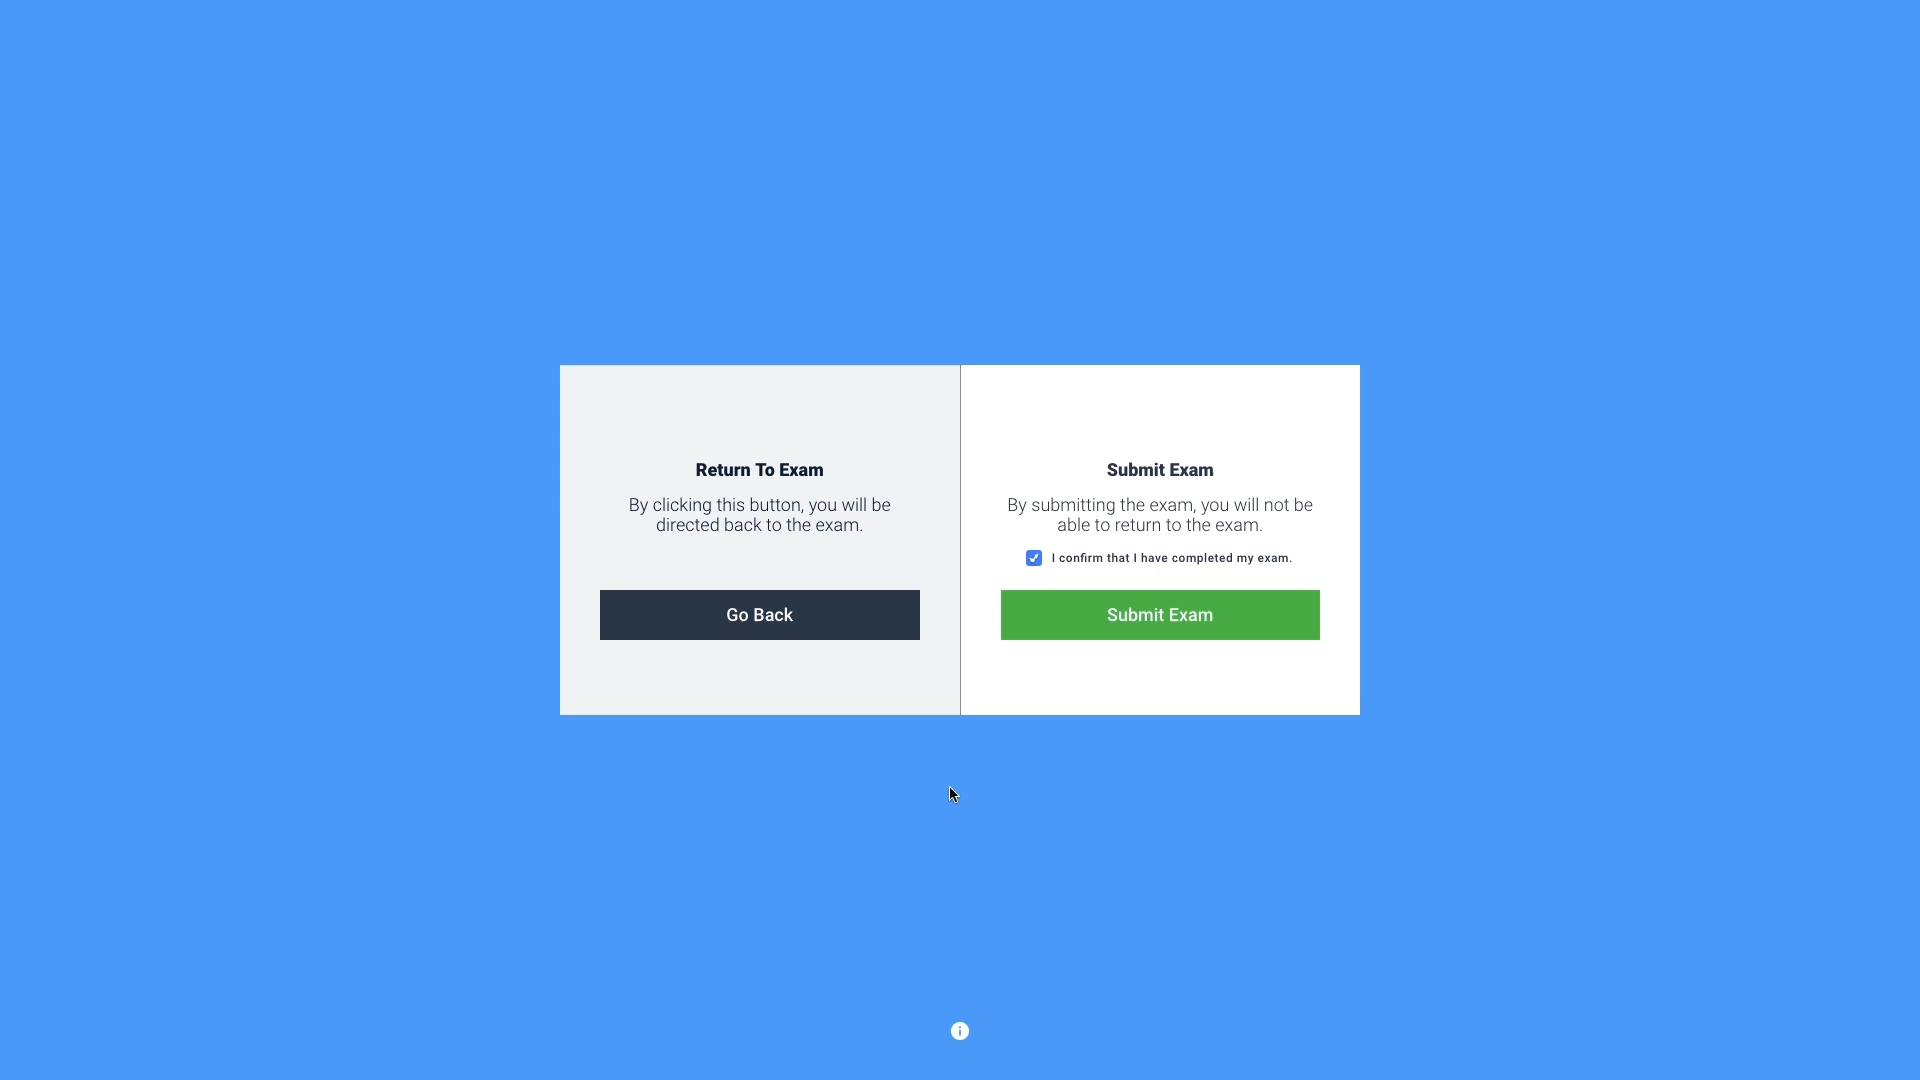 Return To Exam
By clicking this button, you will be
directed back to the exam.
Go Back
Submit Exam
By submitting the exam, you will not be
able to return to the exam.
I confirm that I have completed my exam.
Submit Exam